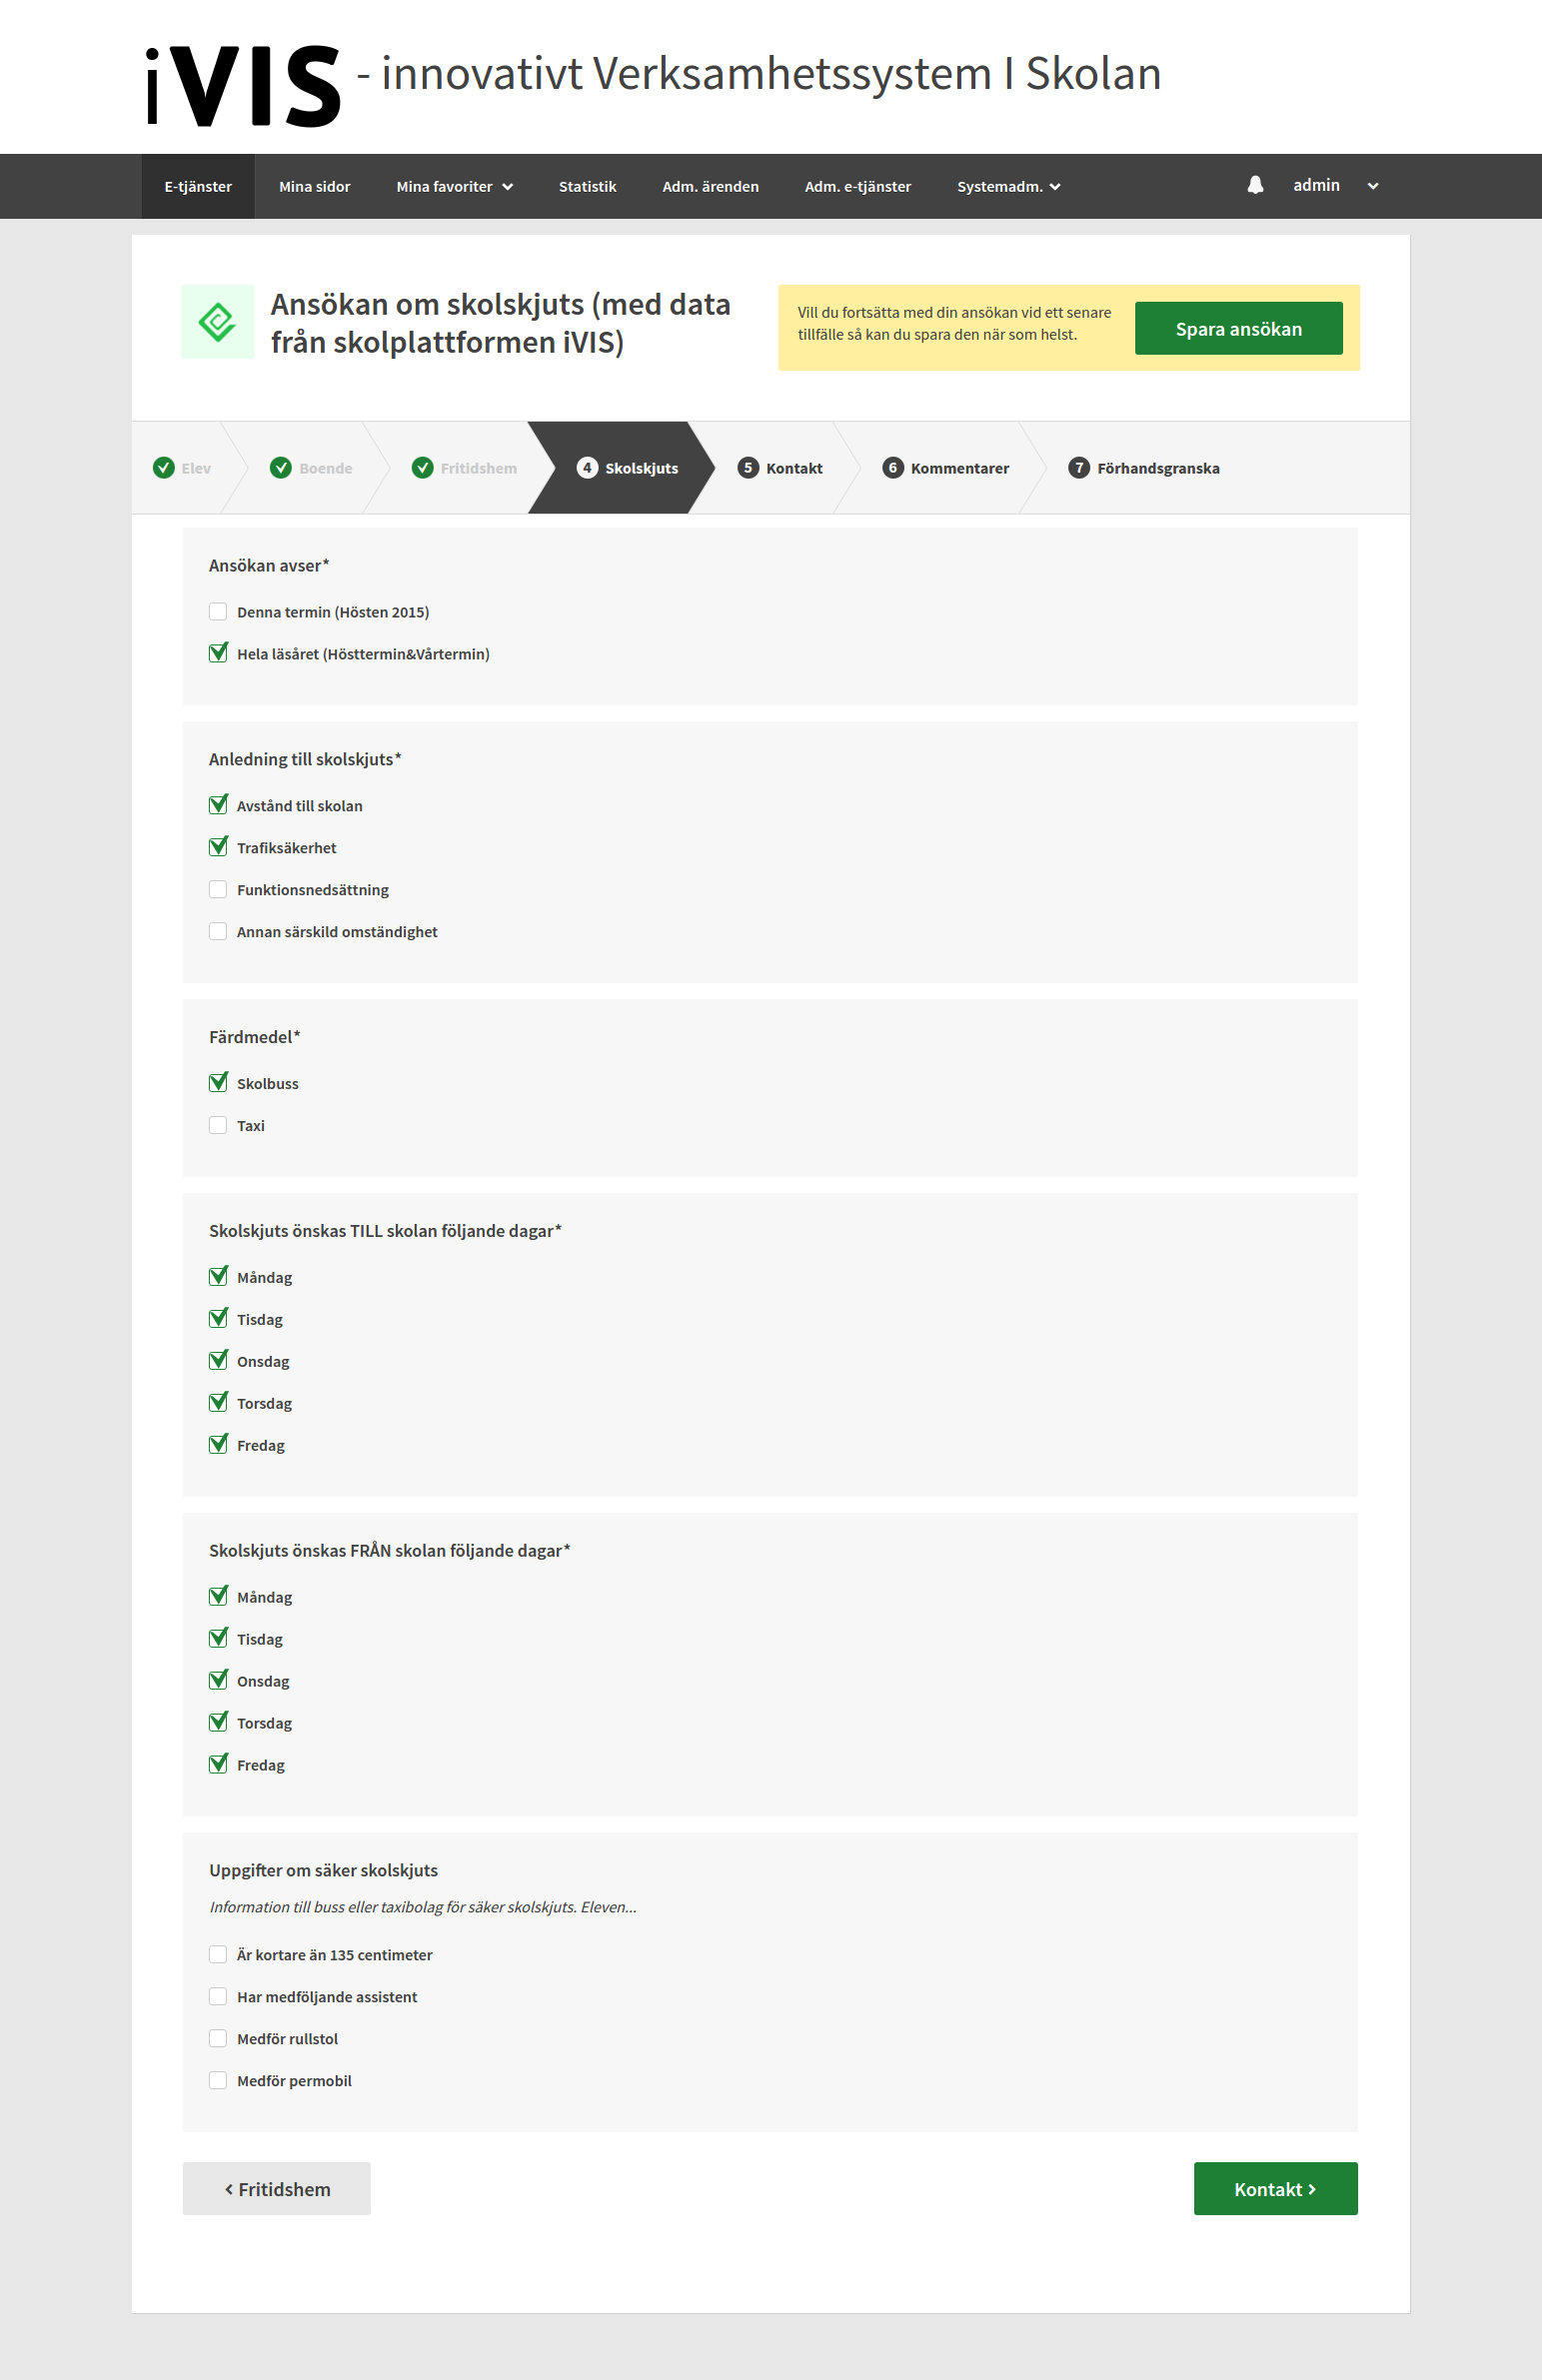 iVIS - innovativt Verksamhetssystem I Skolan
E-tjänster Mina sidor Mina favoriter Statistik Adm. ärenden Adm. e-tjänster Systemadm. admin
Ansökan om skolskjuts (med data
från skolplattformen iVIS)
Vill du fortsätta med din ansökan vid ett senare
tillfälle så kan du spara den när som helst.
Spara ansökan
Elev Boende Fritidshem 4 Skolskjuts 5 Kontakt 6 Kommentarer 7 Förhandsgranska
Ansökan avser*
Denna termin (Hösten 2015)
Hela läsåret (Hösttermin&Vårtermin)
Anledning till skolskjuts*
Avstånd till skolan
Trafiksäkerhet
Funktionsnedsättning
Annan särskild omständighet
Färdmedel*
Skolbuss
Taxi
Skolskjuts önskas TILL skolan följande dagar*
Måndag
Tisdag
Onsdag
Torsdag
Fredag
Skolskjuts önskas FRÅN skolan följande dagar*
Måndag
Tisdag
Onsdag
Torsdag
Fredag
Uppgifter om säker skolskjuts
Information till buss eller taxibolag för säker skolskjuts. Eleven...
Är kortare än 135 centimeter
Har medföljande assistent
Medför rullstol
Medför permobil
Fritidshem
Kontakt